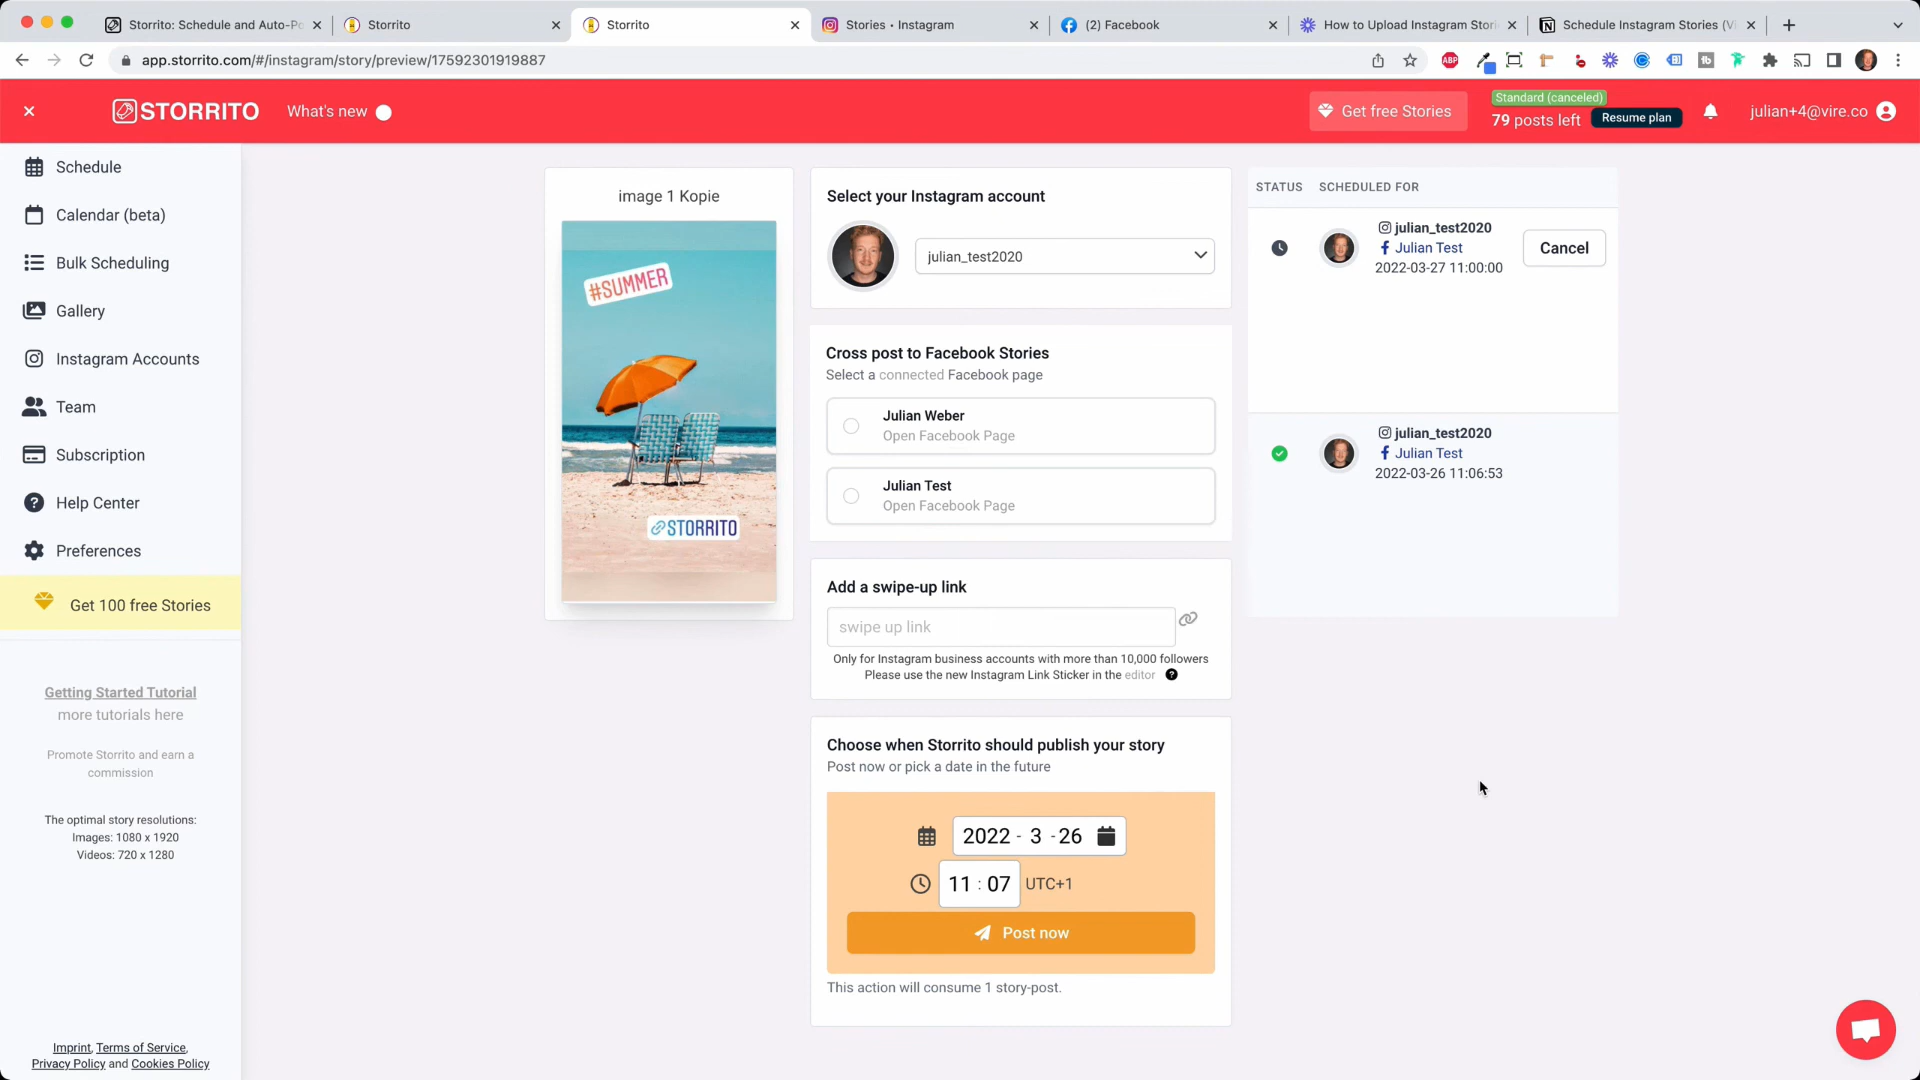 Storrito: Schedule and Auto-Po
Storrito
Storrito
Stories • Instagram
(2) Facebook
How to Upload Instagram Stori
Schedule Instagram Stories (Vi
app.storrito.com/#/instagram/story/preview/17592301919887
ABP
STORRITO
What's new
Get free Stories
Standard (canceled)
79 posts left
Resume plan
julian+4@vire.co
Schedule
Calendar (beta)
Bulk Scheduling
Gallery
Instagram Accounts
Team
Subscription
Help Center
Preferences
Get 100 free Stories
Getting Started Tutorial
more tutorials here
Promote Storrito and earn a
commission
The optimal story resolutions:
Images: 1080 x 1920
Videos: 720 x 1280
Imprint, Terms of Service,
Privacy Policy and Cookies Policy
image 1 Kopie
#SUMMER
STORRITO
Select your Instagram account
julian_test2020
Cross post to Facebook Stories
Select a connected Facebook page
Julian Weber
Open Facebook Page
Julian Test
Open Facebook Page
Add a swipe-up link
swipe up link
Only for Instagram business accounts with more than 10,000 followers
Please use the new Instagram Link Sticker in the editor
Choose when Storrito should publish your story
Post now or pick a date in the future
2022 - 3 - 26
11 : 07 UTC+1
Post now
This action will consume 1 story-post.
STATUS SCHEDULED FOR
julian_test2020
Julian Test
2022-03-27 11:00:00
Cancel
julian_test2020
Julian Test
2022-03-26 11:06:53